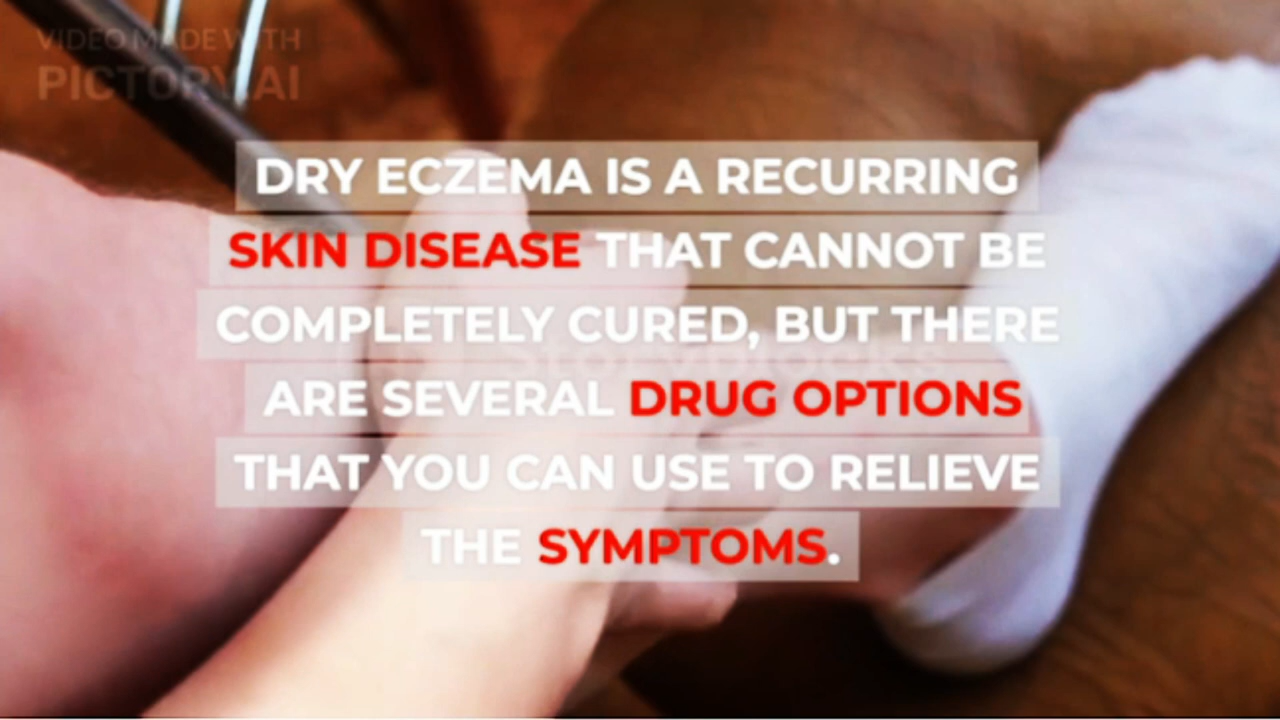 VIDEO MADE WITH
PICTORY.AI
DRY ECZEMA IS A RECURRING
SKIN DISEASE THAT CANNOT BE
COMPLETELY CURED, BUT THERE
Storyblocks
ARE SEVERAL DRUG OPTIONS
THAT YOU CAN USE TO RELIEVE
THE SYMPTOMS.